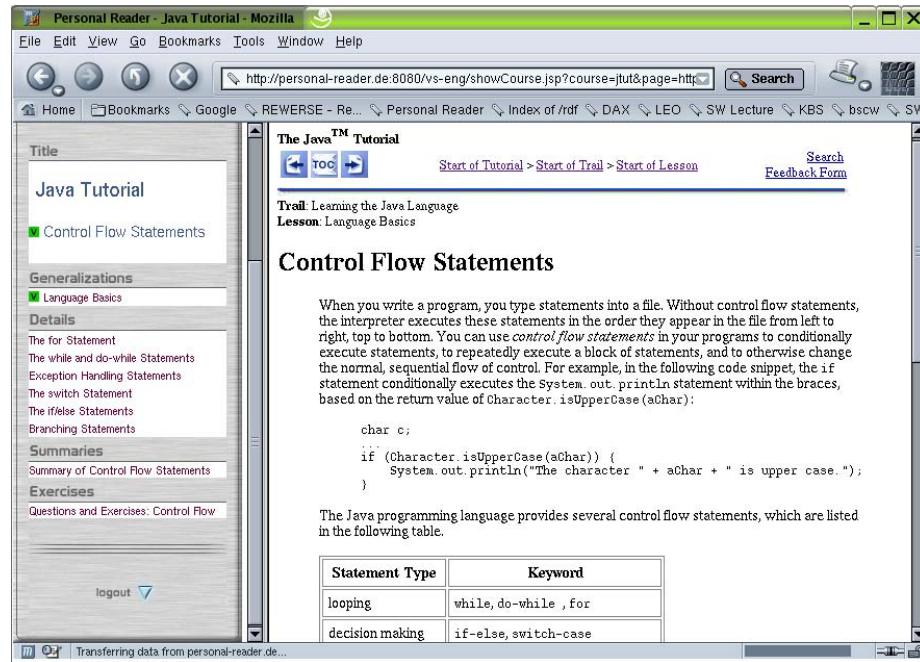 Personal Reader - Java Tutorial - Mozilla
File Edit View Go Bookmarks Tools Window Help
http://personal-reader.de:8080/vs-eng/showCourse.jsp?course=jtut&page=http
Search
Home Bookmarks Google REWERSE - Re... Personal Reader Index of /rdf DAX LEO SW Lecture KBS bscw SW
Title
Java Tutorial
V Control Flow Statements
Generalizations
V Language Basics
Details
The for Statement
The while and do-while Statements
Exception Handling Statements
The switch Statement
The if/else Statements
Branching Statements
Summaries
Summary of Control Flow Statements
Exercises
Questions and Exercises: Control Flow
logout
The Java™ Tutorial
TOC
Start of Tutorial > Start of Trail > Start of Lesson
Search
Feedback Form
Trail: Learning the Java Language
Lesson: Language Basics
Control Flow Statements
When you write a program, you type statements into a file. Without control flow statements,
the interpreter executes these statements in the order they appear in the file from left to
right, top to bottom. You can use control flow statements in your programs to conditionally
execute statements, to repeatedly execute a block of statements, and to otherwise change
the normal, sequential flow of control. For example, in the following code snippet, the if
statement conditionally executes the System.out.println statement within the braces,
based on the return value of Character.isUpperCase(aChar):
char c;
...
if (Character.isUpperCase(aChar)) {
System.out.println("The character " + aChar + " is upper case.");
}
The Java programming language provides several control flow statements, which are listed
in the following table.
Statement Type Keyword
looping while, do-while , for
decision making if-else, switch-case
Transferring data from personal-reader.de...